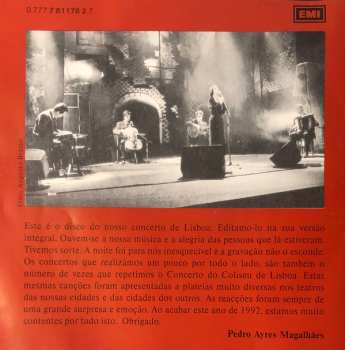 0 777 7 81178 2 7
EMI
Este é o disco do nosso concerto de Lisboa. Editamo-lo na sua versão
integral. Ouvem-se a nossa música e a alegria das pessoas que lá estiveram.
Tivemos sorte. A noite foi para nós inesquecível e a gravação não o esconde.
Os concertos que realizámos um pouco por todo o lado, são também o
número de vezes que repetimos o Concerto do Coliseu de Lisboa. Estas
mesmas canções foram apresentadas a plateias muito diversas nos teatros
das nossas cidades e das cidades dos outros. As reacções foram sempre de
uma grande surpresa e emoção. Ao acabar este ano de 1992, estamos muito
contentes por tudo isto. Obrigado.
Pedro Ayres Magalhães